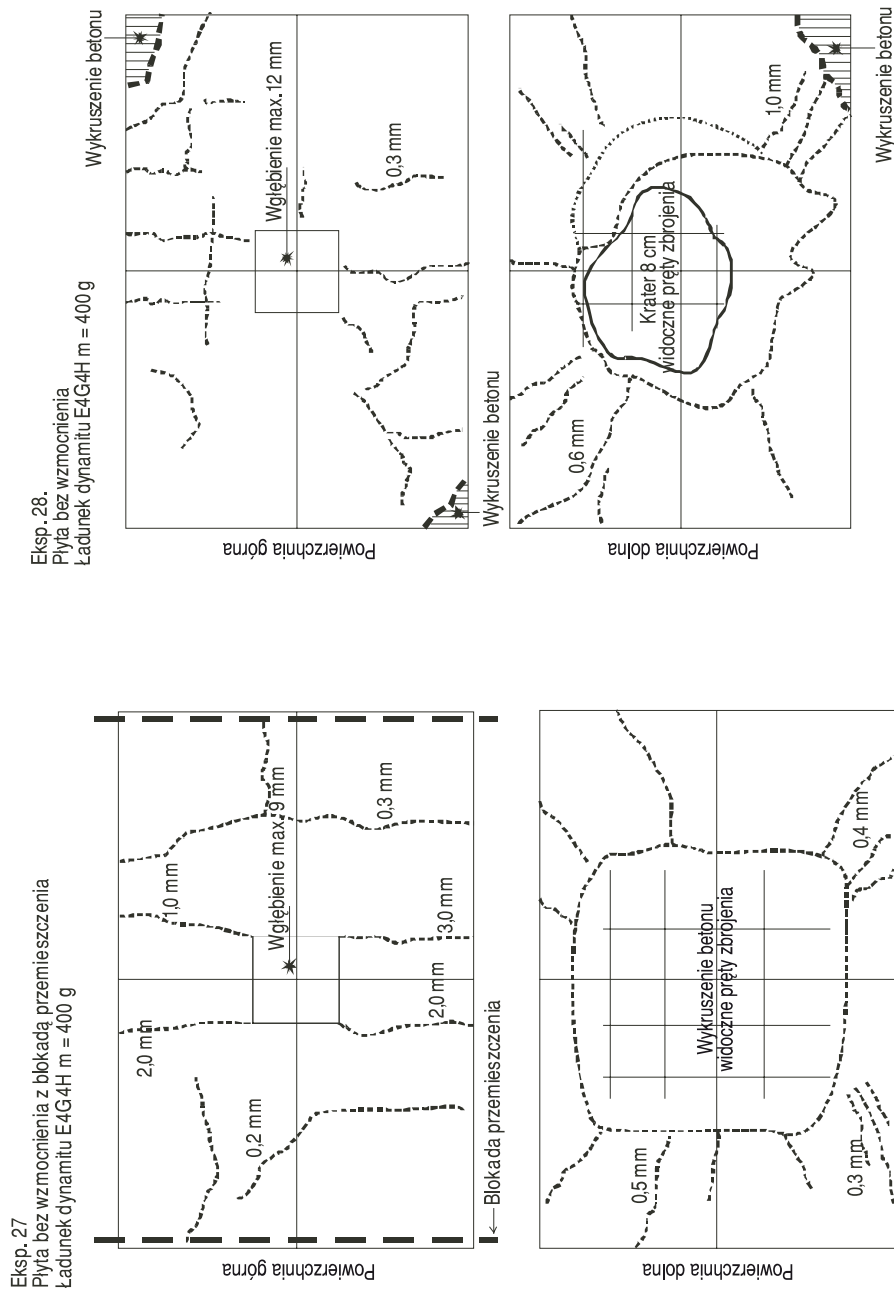 Eksp. 27
Płyta bez wzmocnienia z blokadą przemieszczenia
Ładunek dynamitu E4G4H m = 400 g
Powierzchnia górna
2,0 mm
1,0 mm
0,2 mm
Wgłębienie max. 9 mm
0,3 mm
2,0 mm
3,0 mm
Blokada przemieszczenia
Powierzchnia dolna
0,5 mm
Wykruszenie betonu
widoczne pręty zbrojenia
0,3 mm
0,4 mm
Eksp. 28.
Płyta bez wzmocnienia
Ładunek dynamitu E4G4H m = 400 g
Powierzchnia górna
Wykruszenie betonu
Wgłębienie max.12 mm
0,3 mm
Wykruszenie betonu
Powierzchnia dolna
0,6 mm
Krater 8 cm
widoczne pręty zbrojenia
1,0 mm
Wykruszenie betonu